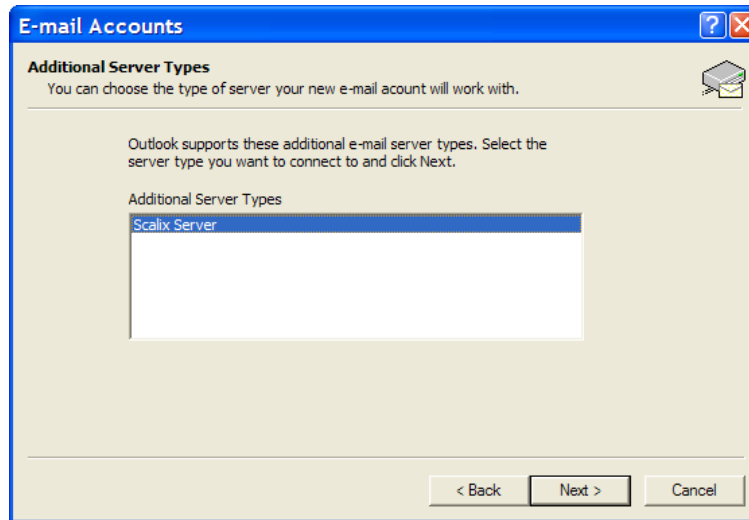 E-mail Accounts
?
Additional Server Types
You can choose the type of server your new e-mail acount will work with.
Outlook supports these additional e-mail server types. Select the
server type you want to connect to and click Next.
Additional Server Types
Scalix Server
< Back Next > Cancel